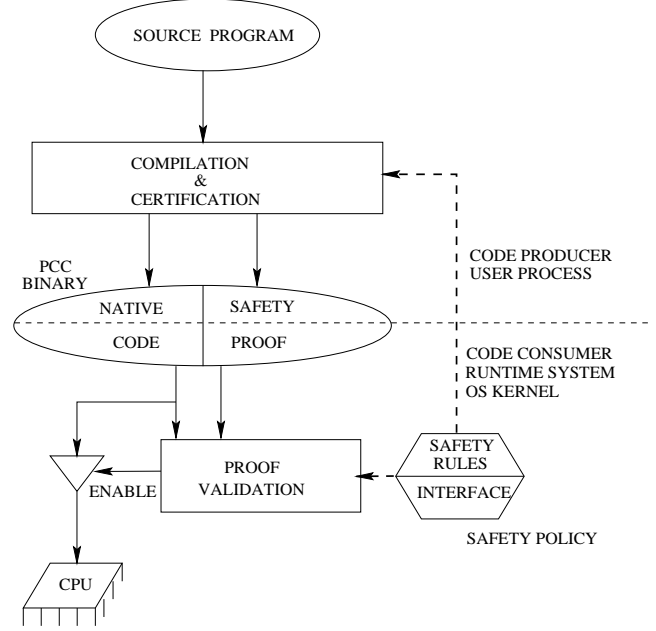 SOURCE PROGRAM
COMPILATION
&
CERTIFICATION
PCC
BINARY
CODE PRODUCER
USER PROCESS
NATIVE
SAFETY
CODE
PROOF
CODE CONSUMER
RUNTIME SYSTEM
OS KERNEL
SAFETY
RULES
INTERFACE
PROOF
VALIDATION
ENABLE
SAFETY POLICY
CPU